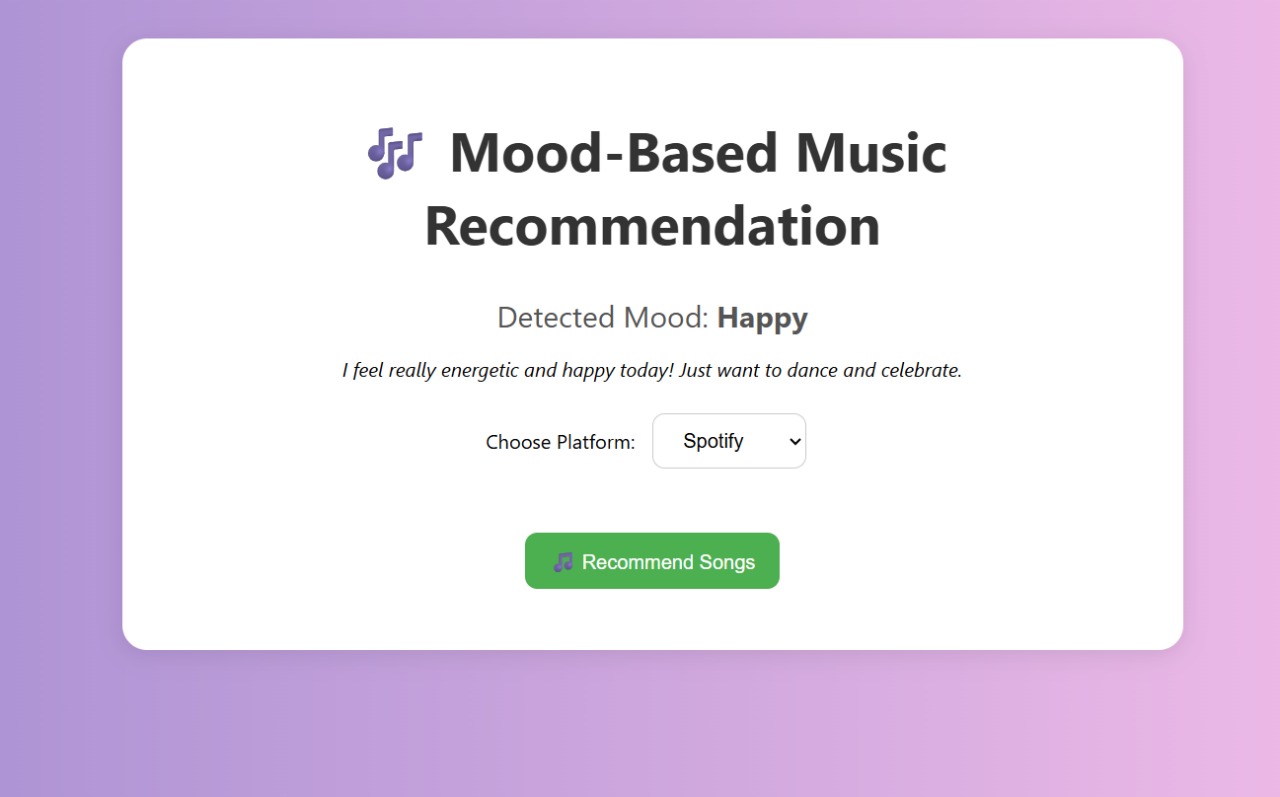 🎶 Mood-Based Music
Recommendation
Detected Mood: Happy
I feel really energetic and happy today! Just want to dance and celebrate.
Choose Platform: Spotify
🎵 Recommend Songs